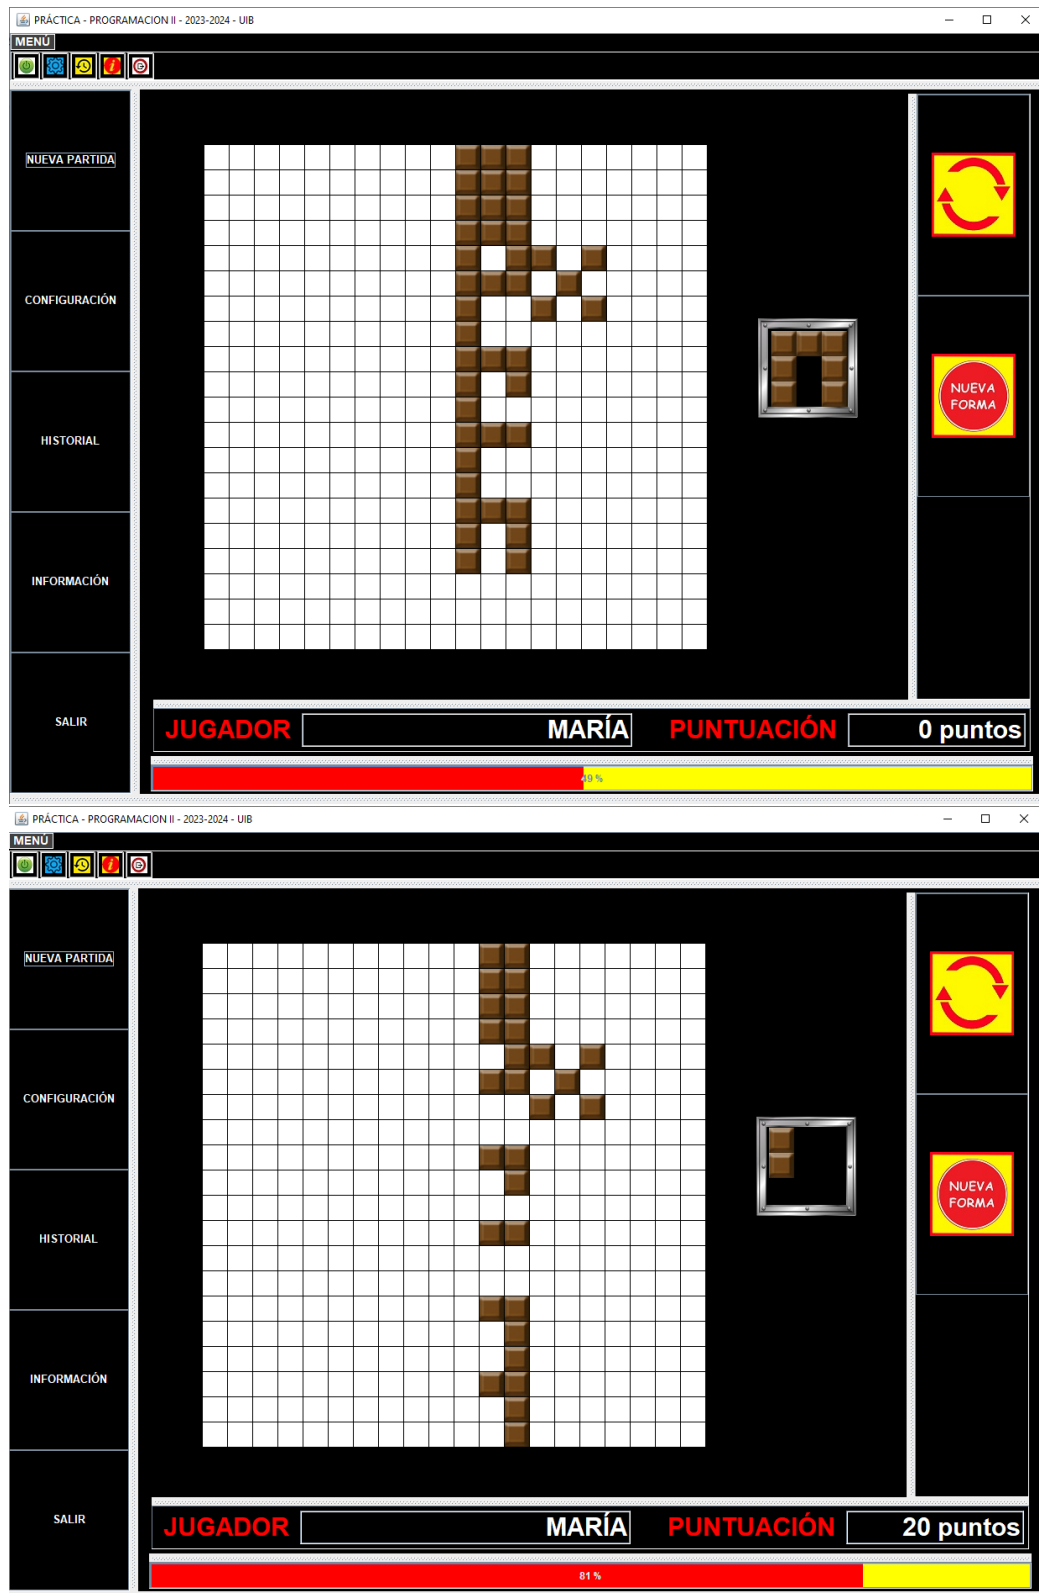 PRÁCTICA - PROGRAMACION II - 2023-2024 - UIB
MENÚ
NUEVA PARTIDA
CONFIGURACIÓN
HISTORIAL
INFORMACIÓN
SALIR
NUEVA
FORMA
JUGADOR MARÍA PUNTUACIÓN 0 puntos
49 %
PRÁCTICA - PROGRAMACION II - 2023-2024 - UIB
MENÚ
NUEVA PARTIDA
CONFIGURACIÓN
HISTORIAL
INFORMACIÓN
SALIR
NUEVA
FORMA
JUGADOR MARÍA PUNTUACIÓN 20 puntos
81 %